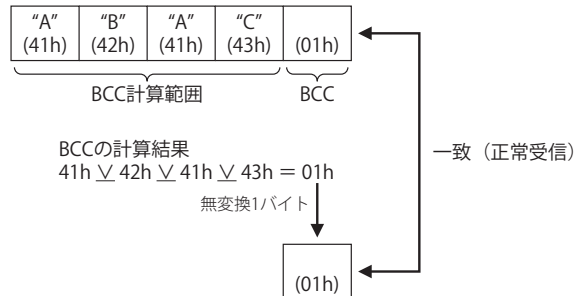 “A” “B” “A” “C”
(41h) (42h) (41h) (43h) (01h)
BCC計算範囲 BCC
BCCの計算結果
41h ⊻ 42h ⊻ 41h ⊻ 43h = 01h
一致（正常受信）
無変換1バイト
(01h)